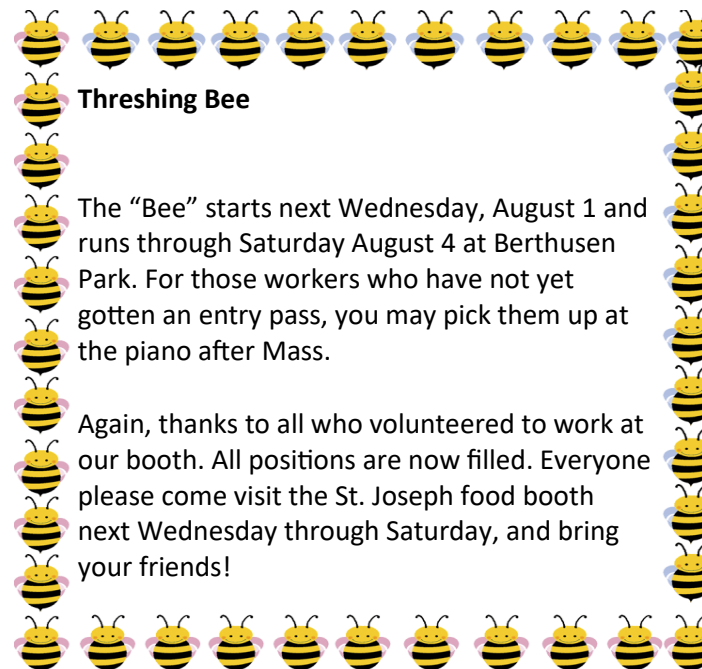 Threshing Bee
The “Bee” starts next Wednesday, August 1 and
runs through Saturday August 4 at Berthusen
Park. For those workers who have not yet
gotten an entry pass, you may pick them up at
the piano after Mass.
Again, thanks to all who volunteered to work at
our booth. All positions are now filled. Everyone
please come visit the St. Joseph food booth
next Wednesday through Saturday, and bring
your friends!